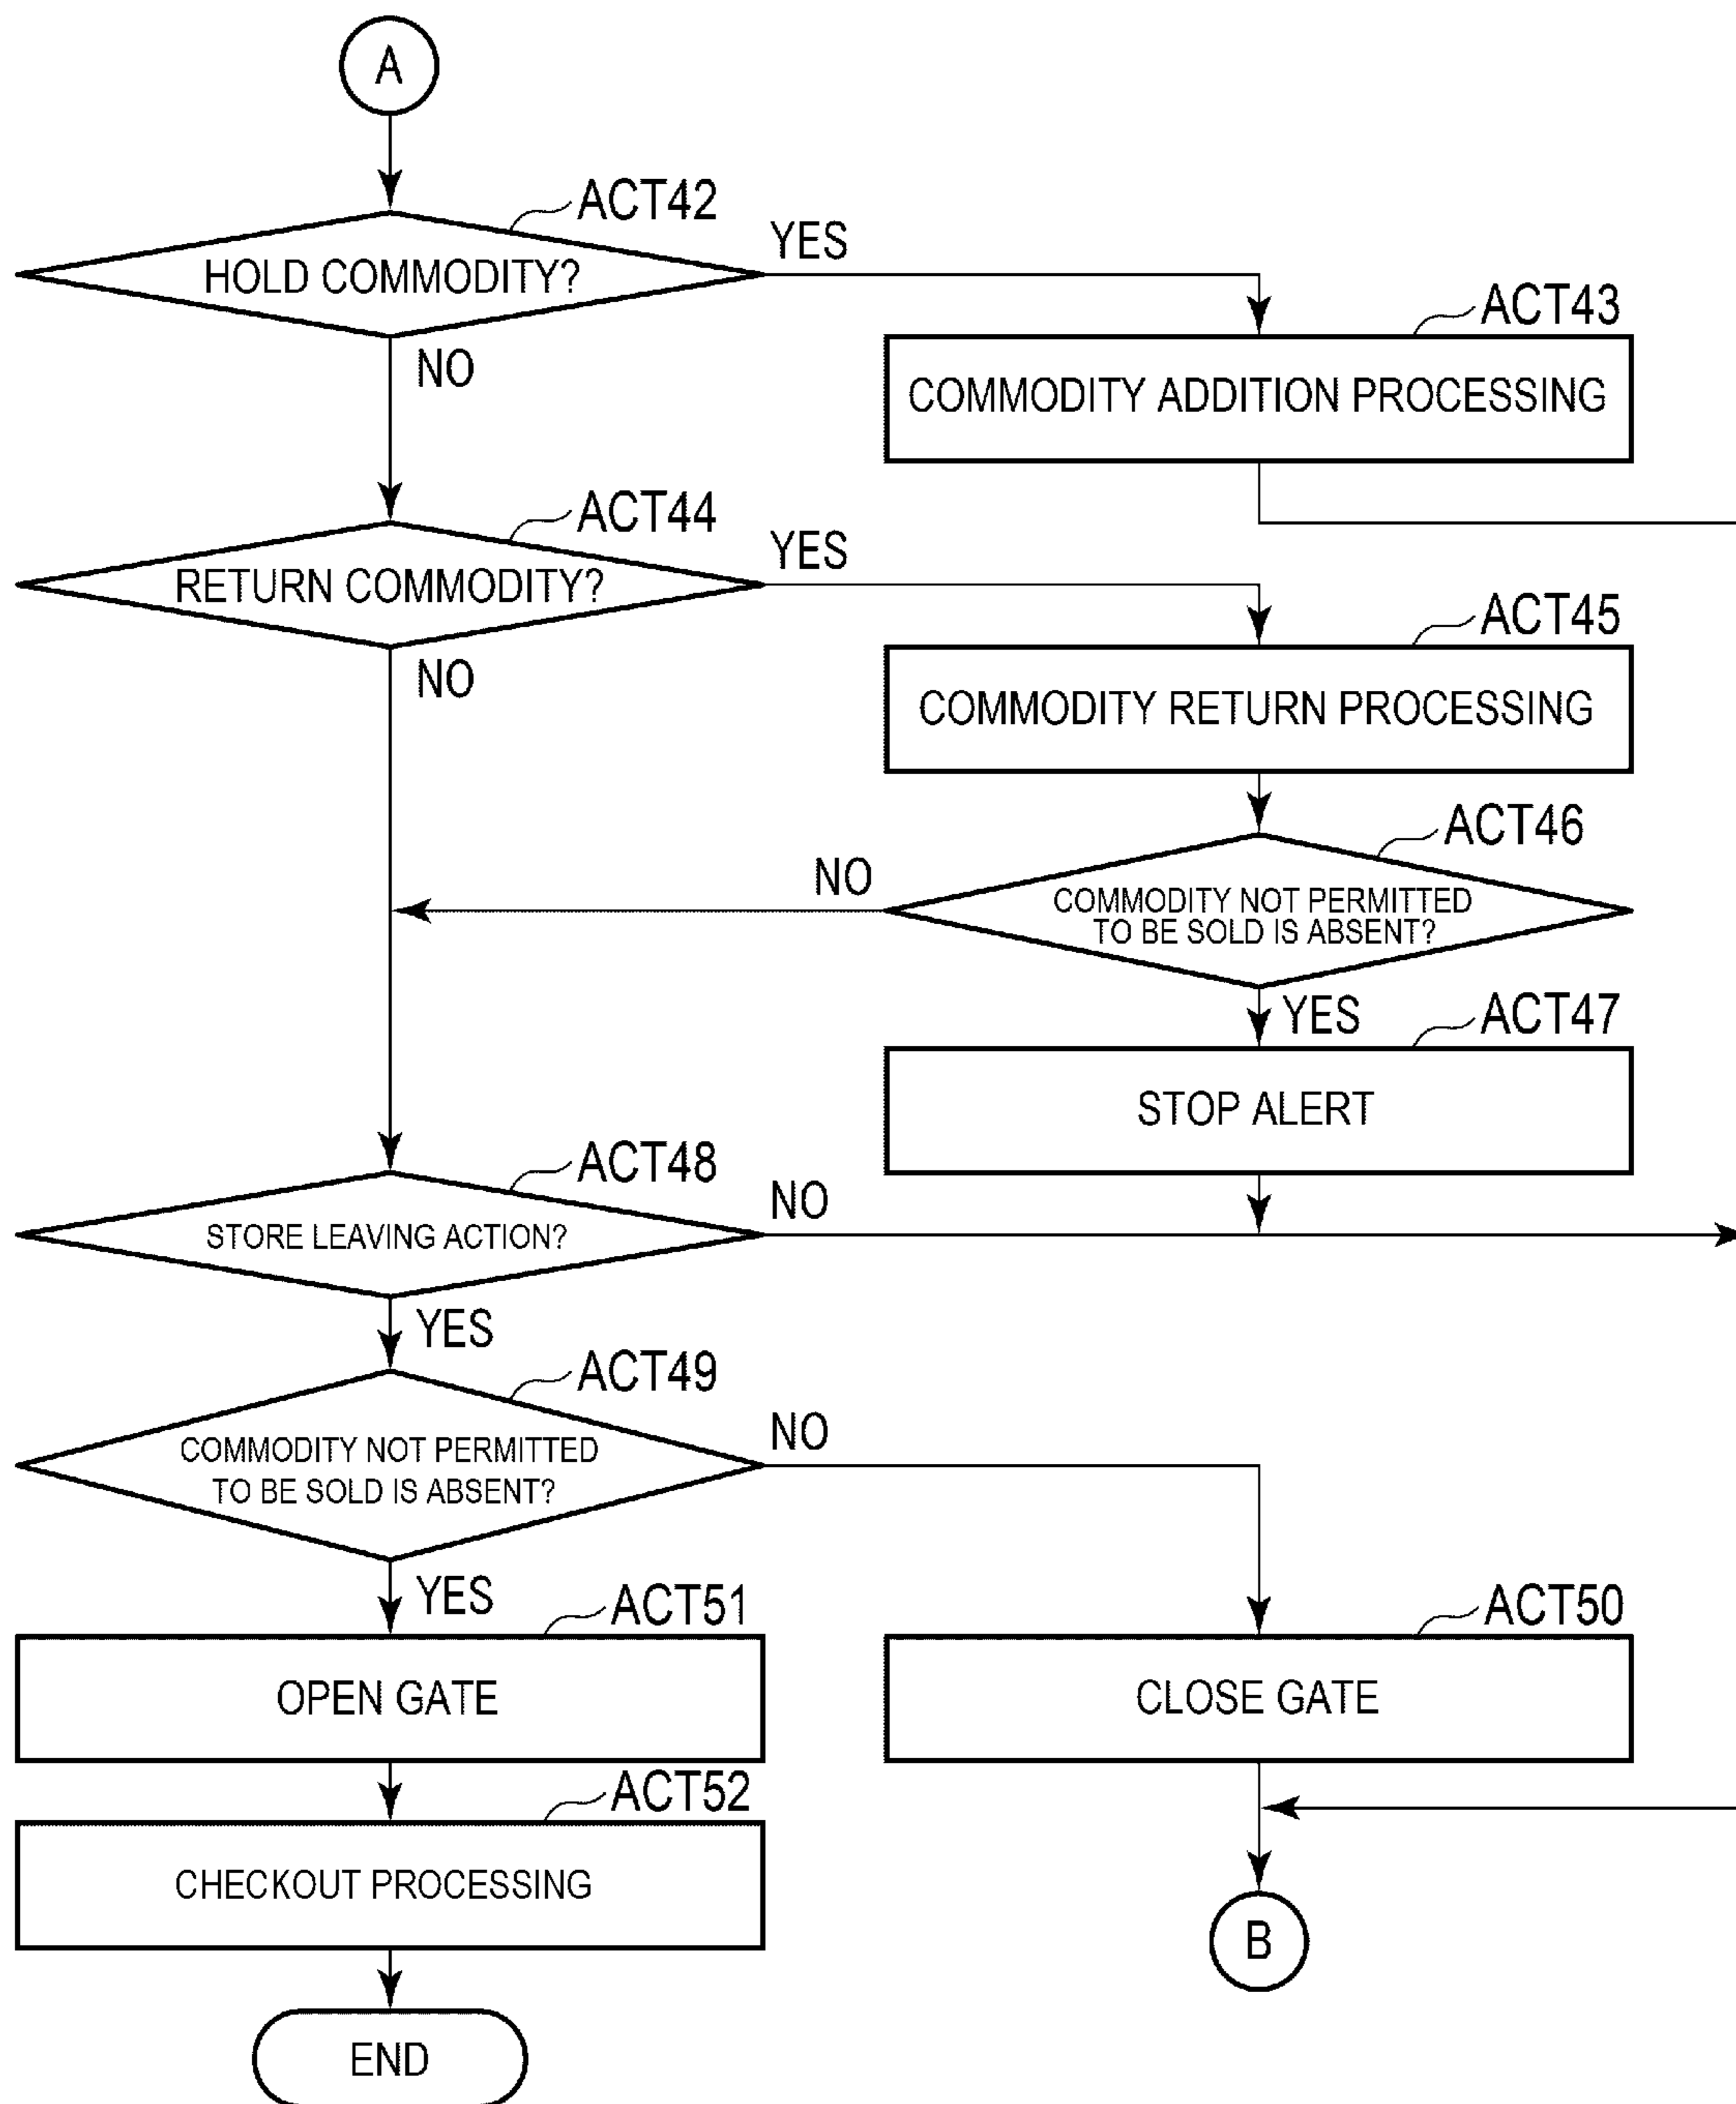 A
ACT42
YES
HOLD COMMODITY?
ACT43
NO
COMMODITY ADDITION PROCESSING
ACT44
YES
RETURN COMMODITY?
ACT45
NO
COMMODITY RETURN PROCESSING
ACT46
NO
COMMODITY NOT PERMITTED
TO BE SOLD IS ABSENT?
YES
ACT47
STOP ALERT
ACT48
NO
STORE LEAVING ACTION?
YES
ACT49
NO
COMMODITY NOT PERMITTED
TO BE SOLD IS ABSENT?
YES
ACT51
ACT50
OPEN GATE
CLOSE GATE
ACT52
CHECKOUT PROCESSING
B
END